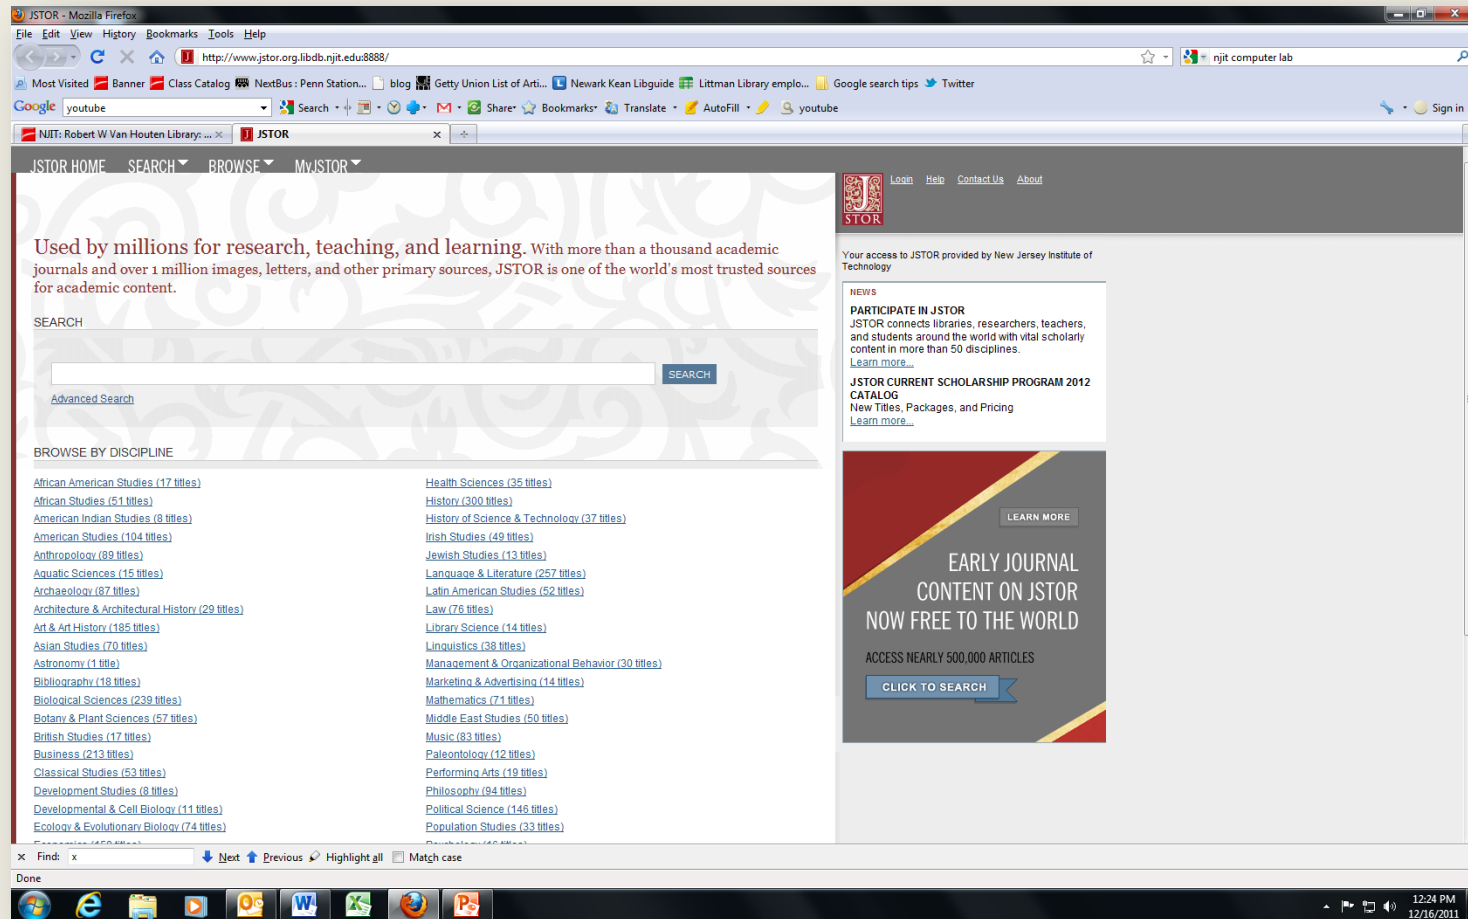 JSTOR - Mozilla Firefox
File Edit View History Bookmarks Tools Help
http://www.jstor.org.libdb.njit.edu:8888/
njit computer lab
Most Visited Banner Class Catalog NextBus : Penn Station... blog Getty Union List of Arti... Newark Kean Libguide Littman Library emplo... Google search tips Twitter
Google youtube Search Share Bookmarks Translate AutoFill youtube Sign in
NJIT: Robert W Van Houten Library: ... JSTOR
JSTOR HOME SEARCH BROWSE MyJSTOR
JSTOR
Login Help Contact Us About
Used by millions for research, teaching, and learning. With more than a thousand academic
journals and over 1 million images, letters, and other primary sources, JSTOR is one of the world's most trusted sources
for academic content.
SEARCH
SEARCH
Advanced Search
BROWSE BY DISCIPLINE
African American Studies (17 titles)
African Studies (51 titles)
American Indian Studies (8 titles)
American Studies (104 titles)
Anthropology (89 titles)
Aquatic Sciences (15 titles)
Archaeology (87 titles)
Architecture & Architectural History (29 titles)
Art & Art History (185 titles)
Asian Studies (70 titles)
Astronomy (1 title)
Bibliography (18 titles)
Biological Sciences (239 titles)
Botany & Plant Sciences (57 titles)
British Studies (17 titles)
Business (213 titles)
Classical Studies (53 titles)
Development Studies (8 titles)
Developmental & Cell Biology (11 titles)
Ecology & Evolutionary Biology (74 titles)
Health Sciences (35 titles)
History (300 titles)
History of Science & Technology (37 titles)
Irish Studies (49 titles)
Jewish Studies (13 titles)
Language & Literature (257 titles)
Latin American Studies (52 titles)
Law (76 titles)
Library Science (14 titles)
Linguistics (38 titles)
Management & Organizational Behavior (30 titles)
Marketing & Advertising (14 titles)
Mathematics (71 titles)
Middle East Studies (50 titles)
Music (83 titles)
Paleontology (12 titles)
Performing Arts (19 titles)
Philosophy (94 titles)
Political Science (146 titles)
Population Studies (33 titles)
Your access to JSTOR provided by New Jersey Institute of
Technology
NEWS
PARTICIPATE IN JSTOR
JSTOR connects libraries, researchers, teachers,
and students around the world with vital scholarly
content in more than 50 disciplines.
Learn more...
JSTOR CURRENT SCHOLARSHIP PROGRAM 2012
CATALOG
New Titles, Packages, and Pricing
Learn more...
LEARN MORE
EARLY JOURNAL
CONTENT ON JSTOR
NOW FREE TO THE WORLD
ACCESS NEARLY 500,000 ARTICLES
CLICK TO SEARCH
Find: x Next Previous Highlight all Match case
Done
12:24 PM
12/16/2011